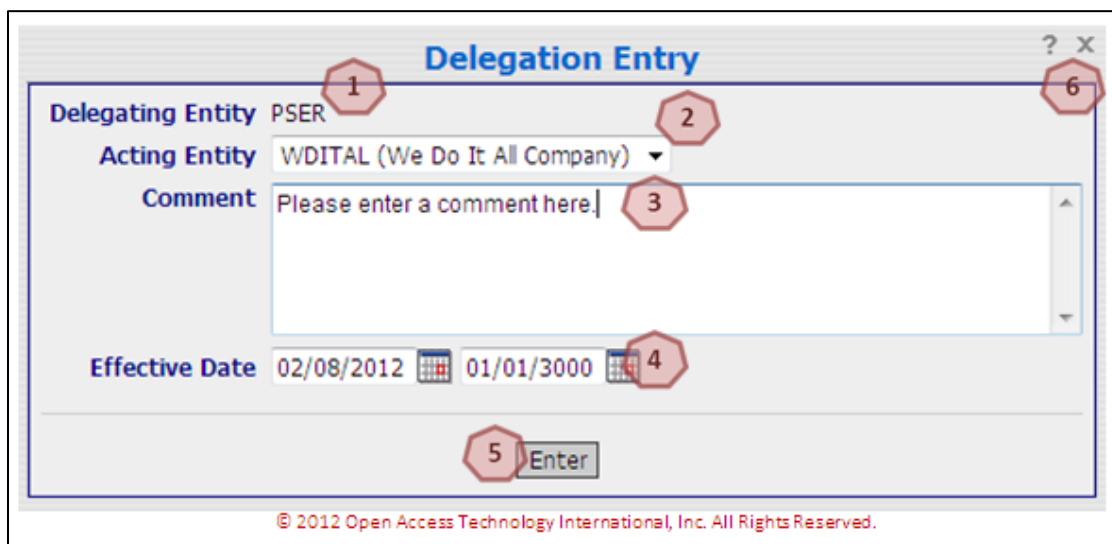 Delegation Entry
? X
1
6
Delegating Entity PSER
2
Acting Entity WDITAL (We Do It All Company)
Comment Please enter a comment here.
3
Effective Date 02/08/2012 01/01/3000
4
5 Enter
© 2012 Open Access Technology International, Inc. All Rights Reserved.